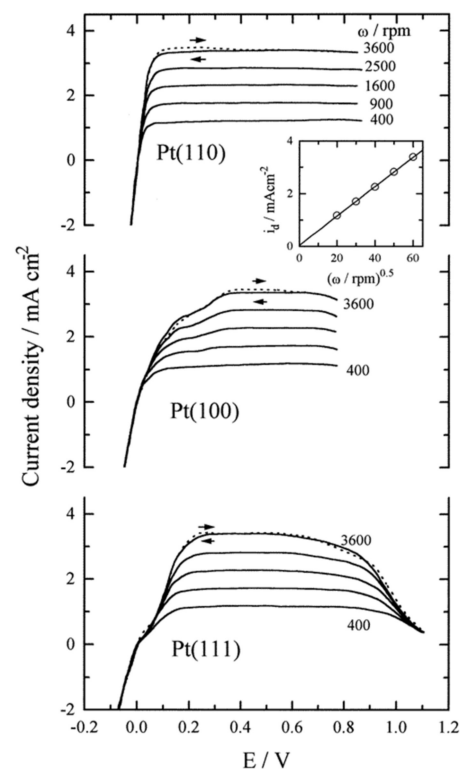 ω / rpm
3600
2500
1600
900
400
4
2
0
-2
Pt(110)
4
2
0
i_d / mAcm⁻²
0 20 40 60
(ω / rpm)^0.5
4
2
0
-2
3600
400
Pt(100)
Current density / mA cm⁻²
4
2
0
-2
3600
400
Pt(111)
-0.2 0.0 0.2 0.4 0.6 0.8 1.0 1.2
E / V